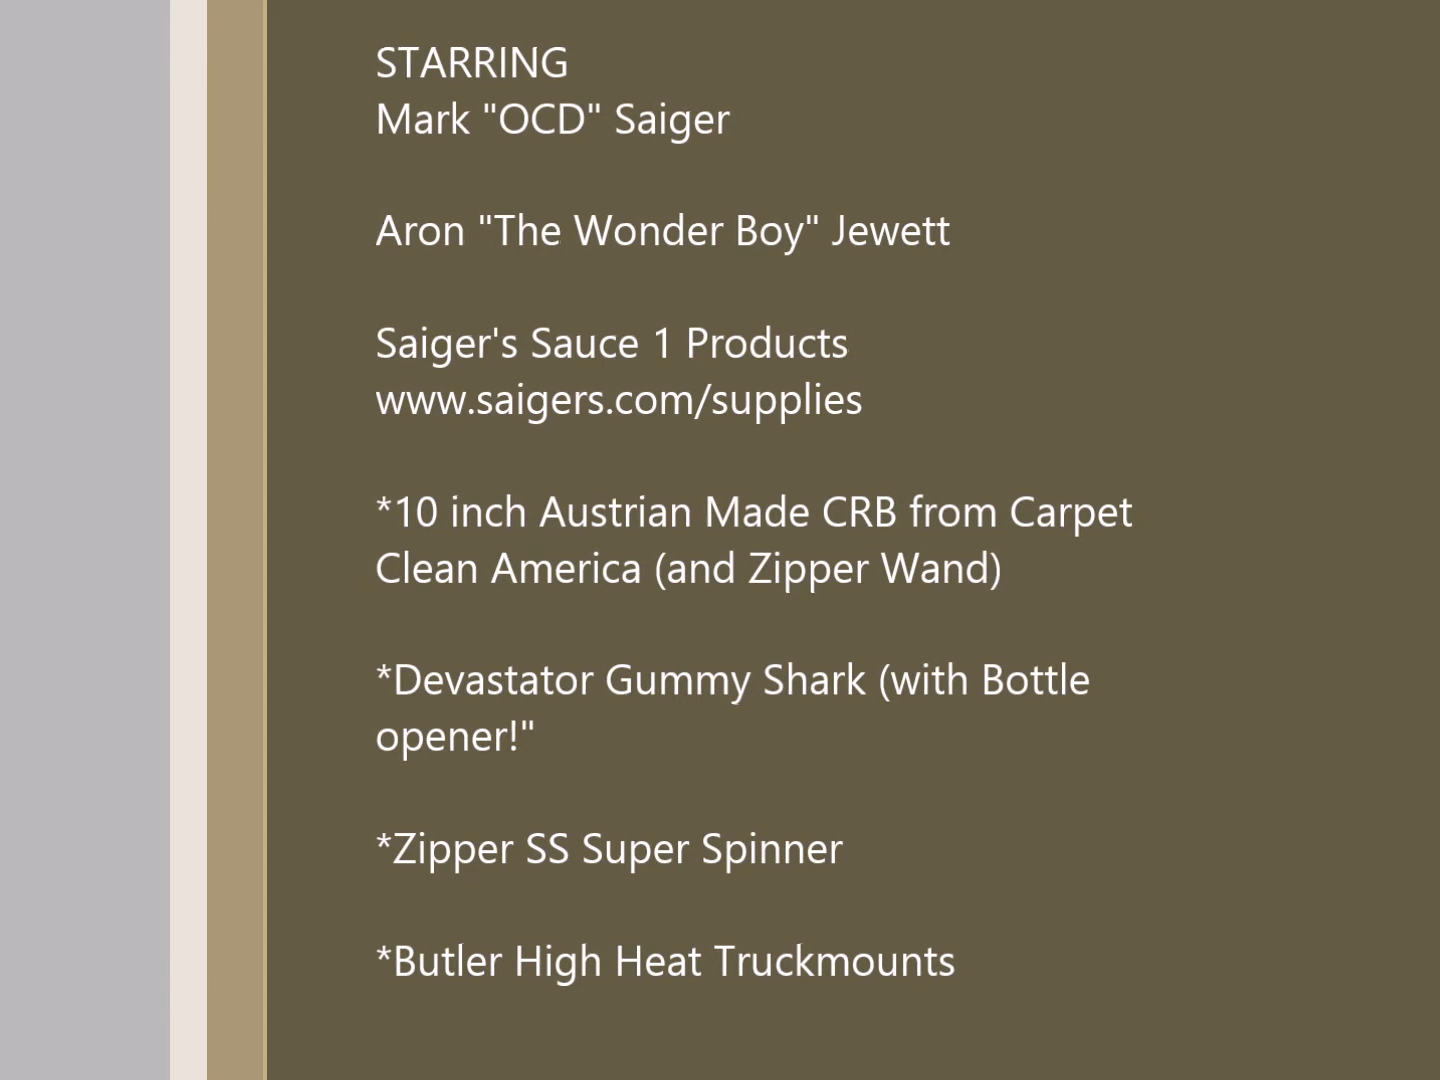 STARRING
Mark "OCD" Saiger
Aron "The Wonder Boy" Jewett
Saiger's Sauce 1 Products
www.saigers.com/supplies
*10 inch Austrian Made CRB from Carpet
Clean America (and Zipper Wand)
*Devastator Gummy Shark (with Bottle
opener!"
*Zipper SS Super Spinner
*Butler High Heat Truckmounts